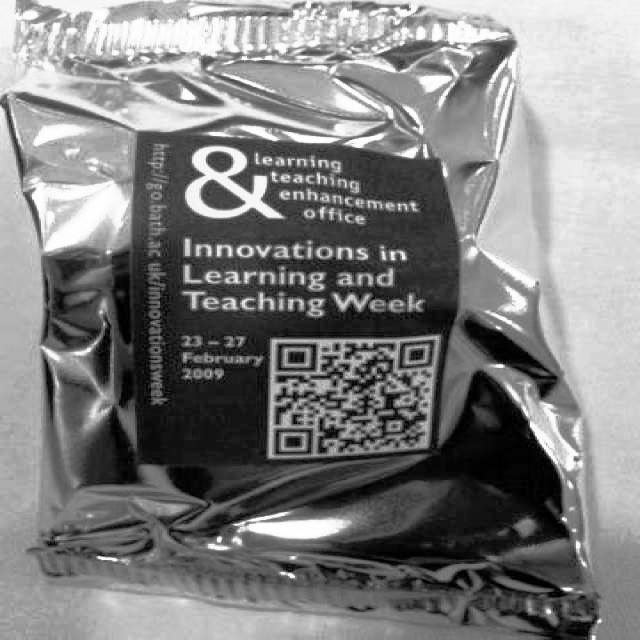 http://go.bath.ac.uk/innovationsweek
&
learning
teaching
enhancement
office
Innovations in
Learning and
Teaching Week
23 – 27
February
2009